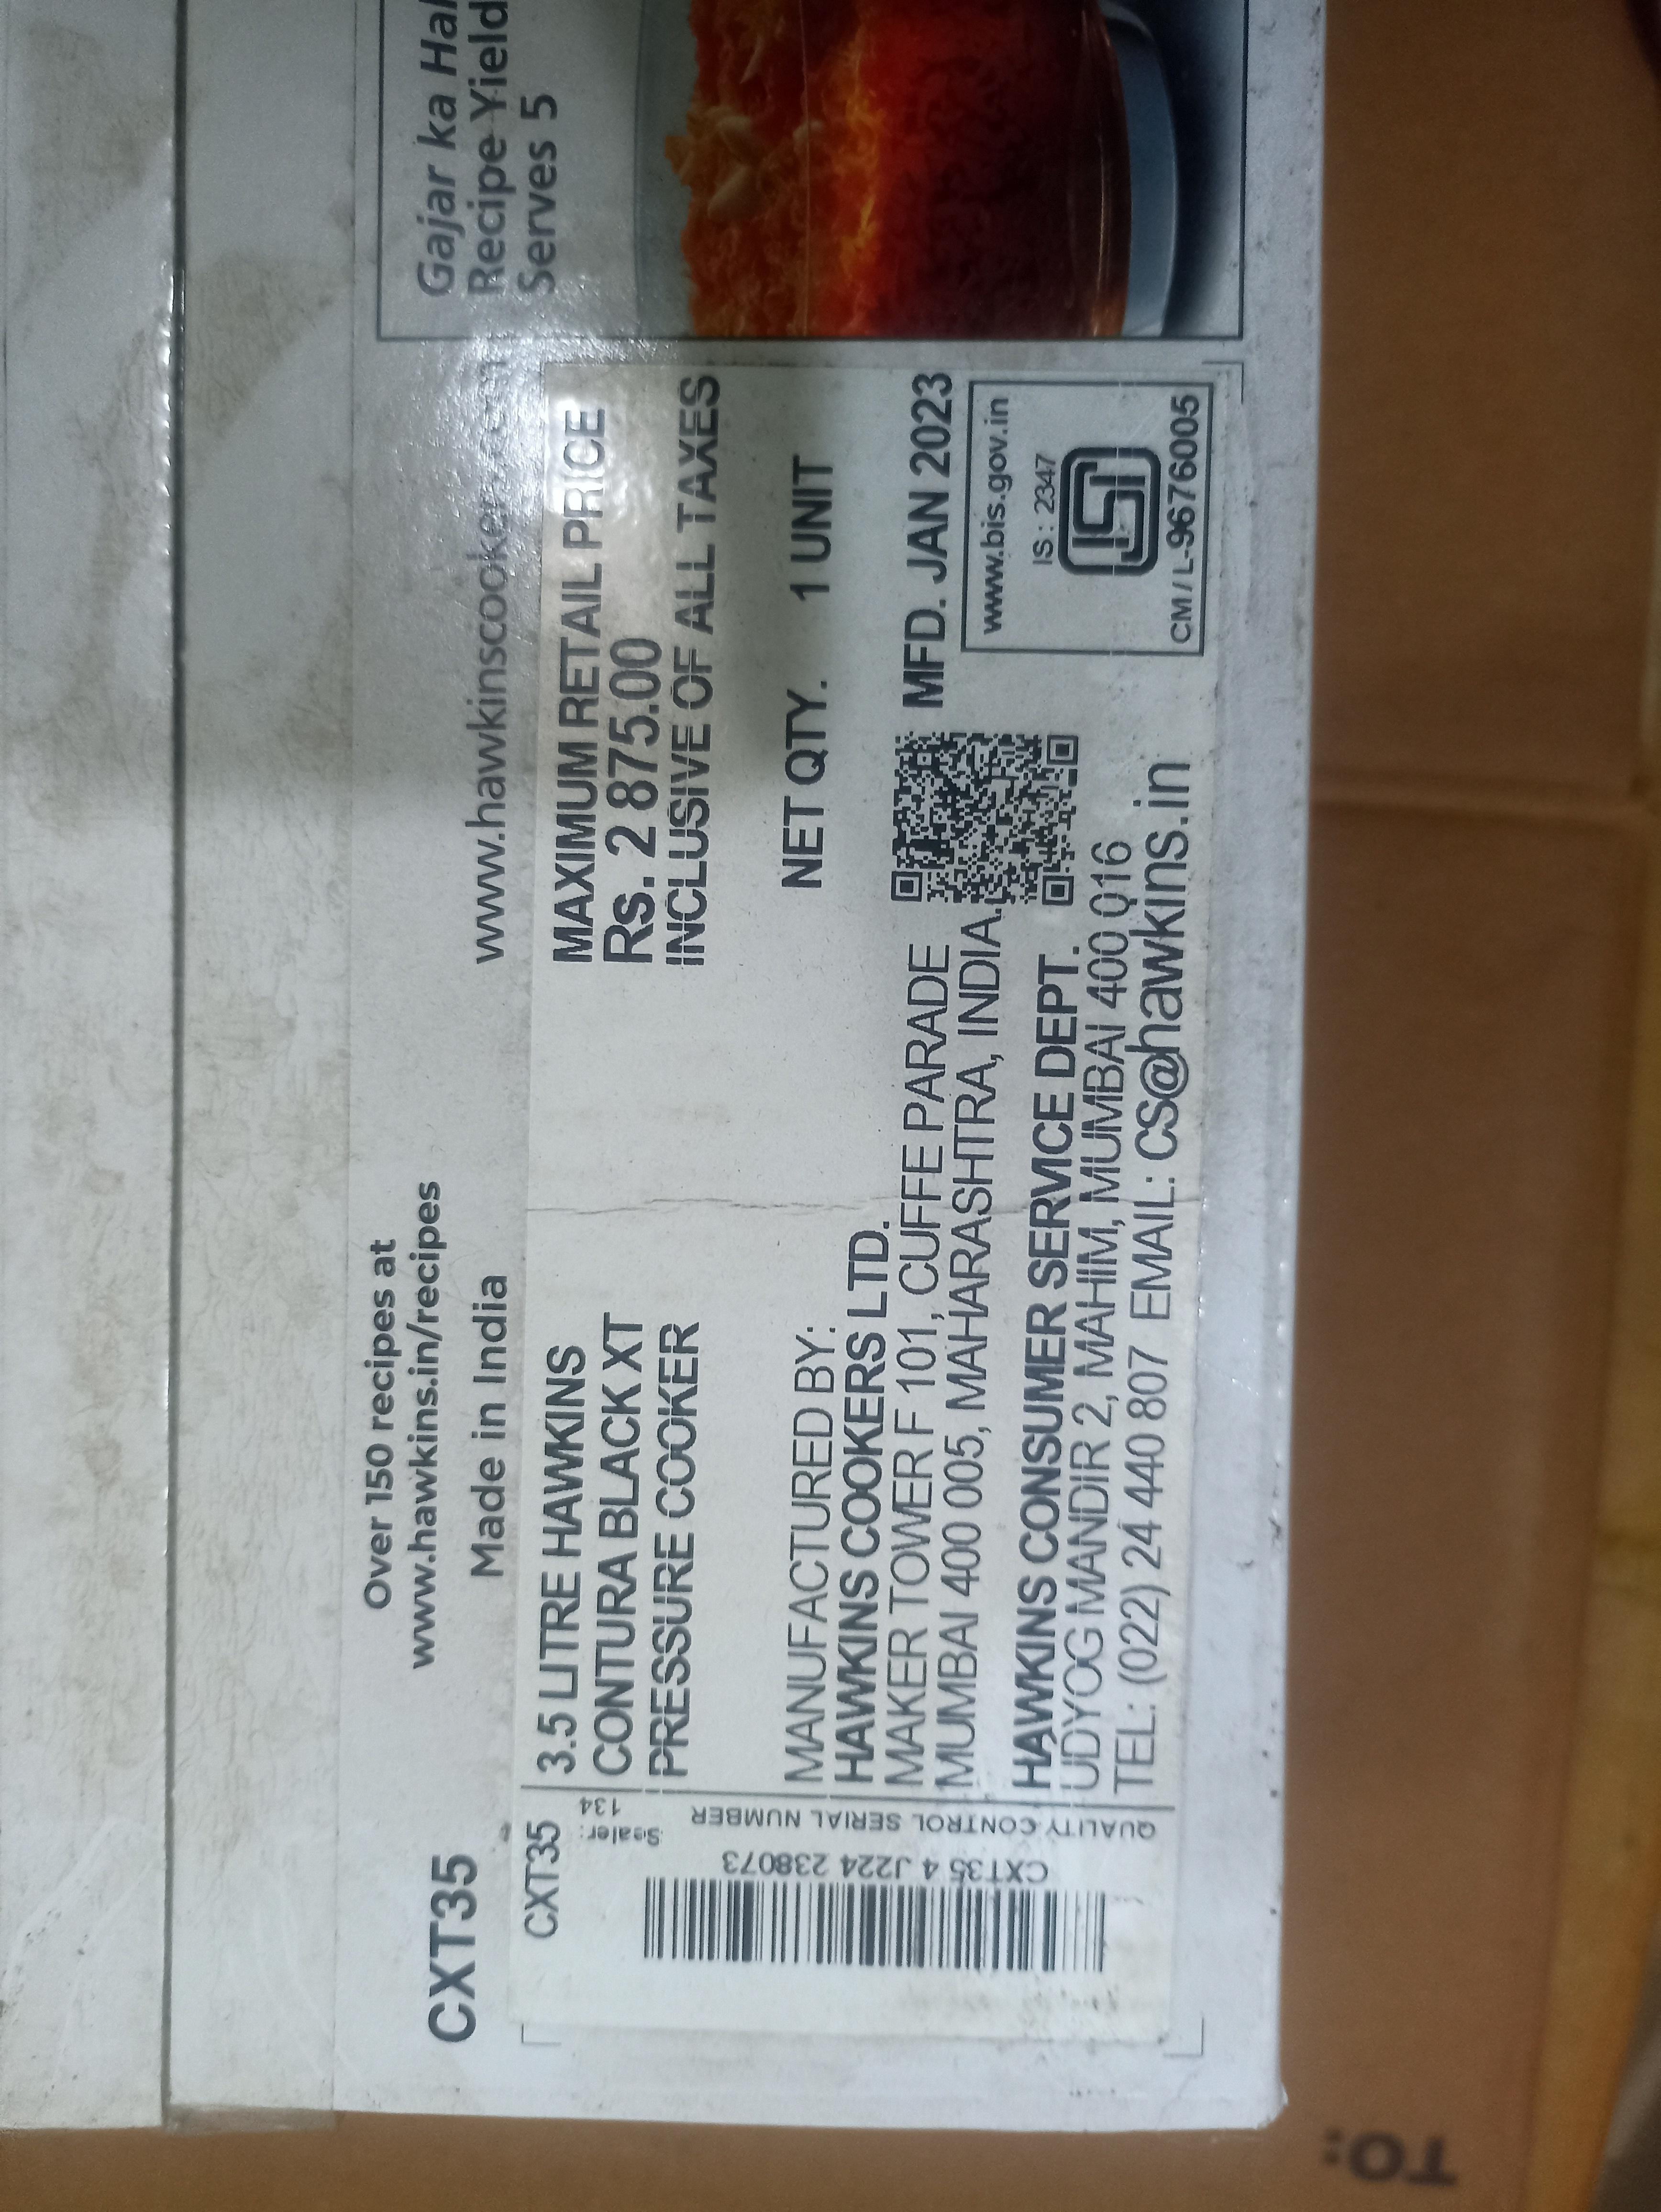 Gajar ka
Recipe Yield
Serves 5
Over 150 recipes at
www.hawkins.in/recipes
CXT35
Made in India
CXT35
3.5 LITRE HAWKINS
CONTURA BLACK XT
PRESSURE COOKER
MAXIMUM RETAIL PRICE
Rs. 2 875.00
INCLUSIVE OF ALL TAXES
NET QTY. 1 UNIT
MANUFACTURED BY:
HAWKINS COOKERS LTD.
MAKER TOWER F 101, CUFFE PARADE
MUMBAI 400 005, MAHARASHTRA, INDIA.
MFD. JAN 2023
HAWKINS CONSUMER SERVICE DEPT.
UDYOG MANDIR 2, MAHIM, MUMBAI 400 016
TEL: (022) 24 440 807 EMAIL: cs@hawkins.in
www.bis.gov.in
IS : 2347
ISI
CM / L-9676005
Sealer:
134
QUALITY CONTROL SERIAL NUMBER
CXT35 4 J224 238073
TO: